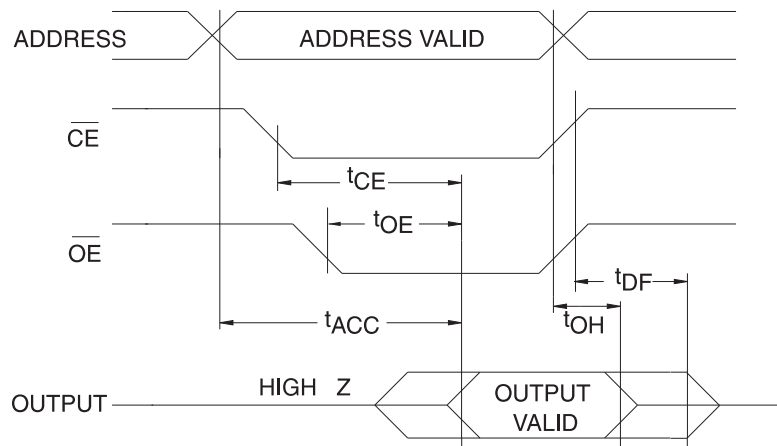 ADDRESS
ADDRESS VALID
CE
tCE
tOE
OE
tDF
tACC
tOH
HIGH Z
OUTPUT
OUTPUT
VALID